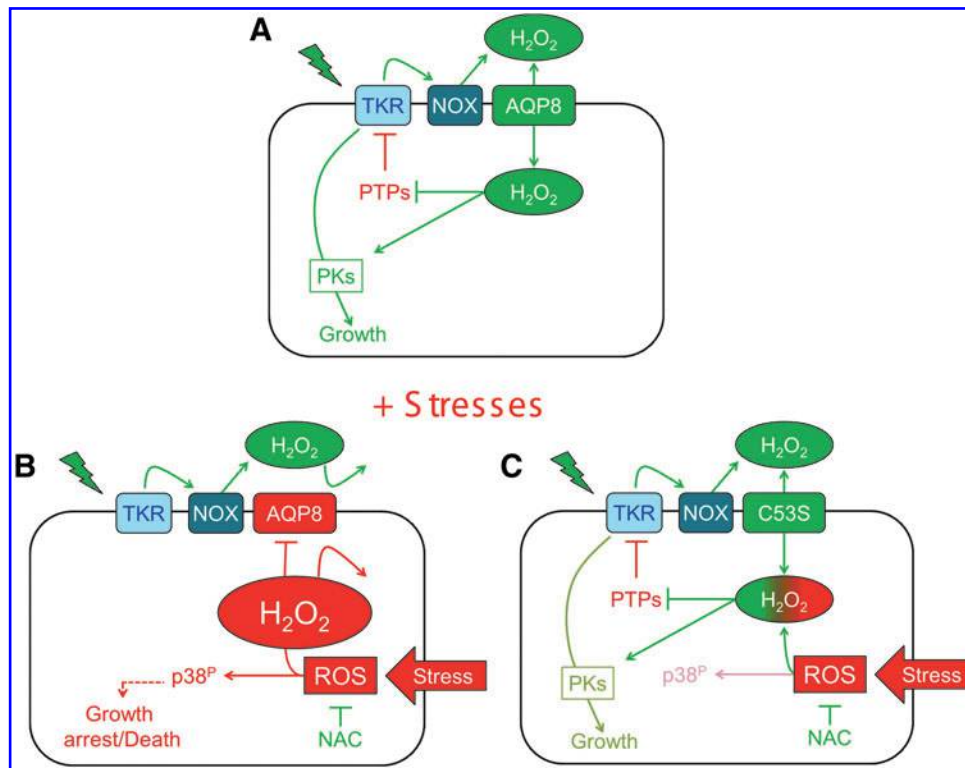 A
H₂O₂
TKR NOX AQP8
PTPs H₂O₂
PKs
Growth
+ Stresses
B
H₂O₂
TKR NOX AQP8
H₂O₂
p38ᴾ ROS Stress
Growth
arrest/Death
NAC
C
H₂O₂
TKR NOX C53S
PTPs H₂O₂
PKs p38ᴾ ROS Stress
Growth NAC